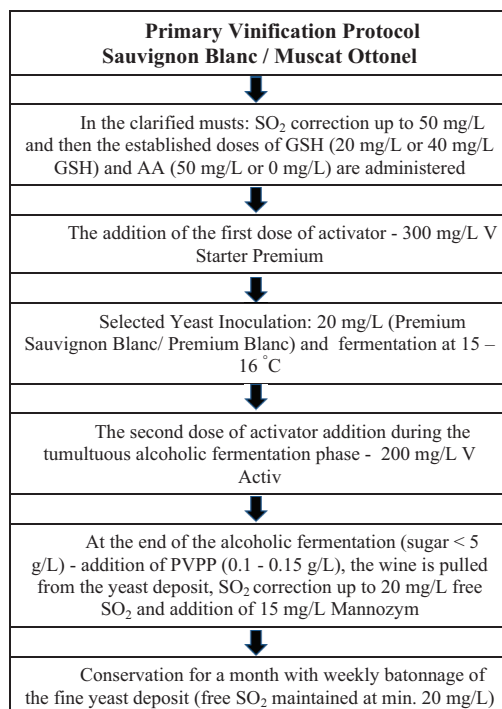 Primary Vinification Protocol
Sauvignon Blanc / Muscat Ottonel
In the clarified musts: SO₂ correction up to 50 mg/L
and then the established doses of GSH (20 mg/L or 40 mg/L
GSH) and AA (50 mg/L or 0 mg/L) are administered
The addition of the first dose of activator - 300 mg/L V
Starter Premium
Selected Yeast Inoculation: 20 mg/L (Premium
Sauvignon Blanc/ Premium Blanc) and fermentation at 15 –
16 °C
The second dose of activator addition during the
tumultuous alcoholic fermentation phase - 200 mg/L V
Activ
At the end of the alcoholic fermentation (sugar < 5
g/L) - addition of PVPP (0.1 - 0.15 g/L), the wine is pulled
from the yeast deposit, SO₂ correction up to 20 mg/L free
SO₂ and addition of 15 mg/L Mannozym
Conservation for a month with weekly batonnage of
the fine yeast deposit (free SO₂ maintained at min. 20 mg/L)